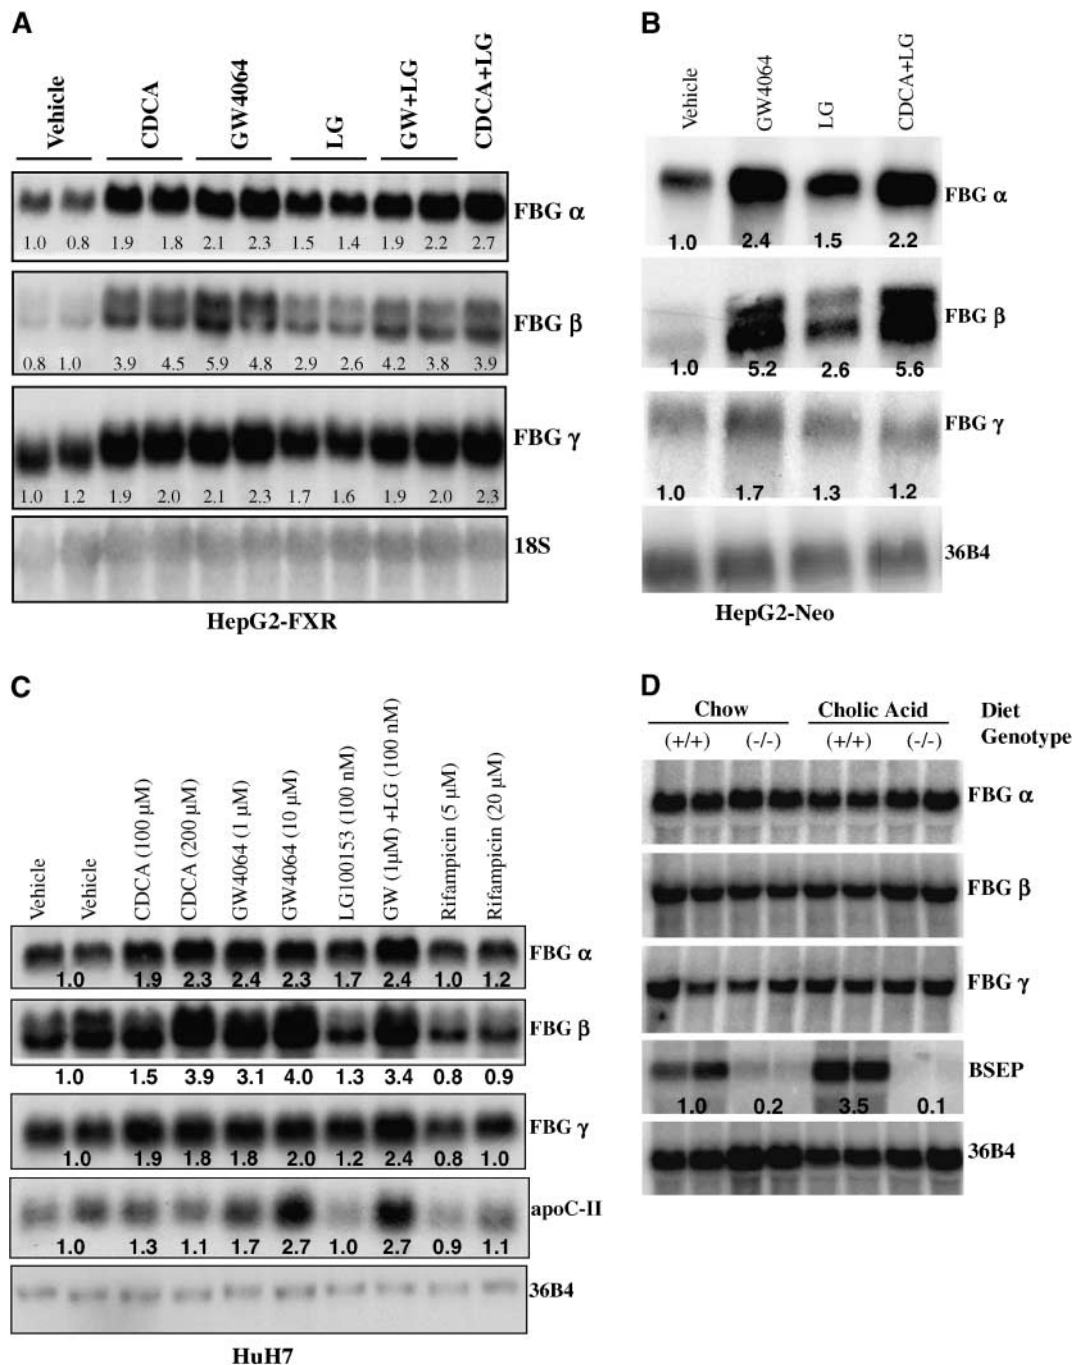 A
Vehicle
CDCA
GW4064
LG
GW+LG
CDCA+LG
FBG α
1.0 0.8 1.9 1.8 2.1 2.3 1.5 1.4 1.9 2.2 2.7
FBG β
0.8 1.0 3.9 4.5 5.9 4.8 2.9 2.6 4.2 3.8 3.9
FBG γ
1.0 1.2 1.9 2.0 2.1 2.3 1.7 1.6 1.9 2.0 2.3
18S
HepG2-FXR
B
Vehicle
GW4064
LG
CDCA+LG
FBG α
1.0 2.4 1.5 2.2
FBG β
1.0 5.2 2.6 5.6
FBG γ
1.0 1.7 1.3 1.2
36B4
HepG2-Neo
C
Vehicle
Vehicle
CDCA (100 µM)
CDCA (200 µM)
GW4064 (1 µM)
GW4064 (10 µM)
LG100153 (100 nM)
GW (1µM) +LG (100 nM)
Rifampicin (5 µM)
Rifampicin (20 µM)
FBG α
1.0 1.9 2.3 2.4 2.3 1.7 2.4 1.0 1.2
FBG β
1.0 1.5 3.9 3.1 4.0 1.3 3.4 0.8 0.9
FBG γ
1.0 1.9 1.8 1.8 2.0 1.2 2.4 0.8 1.0
apoC-II
1.0 1.3 1.1 1.7 2.7 1.0 2.7 0.9 1.1
36B4
HuH7
D
Chow Cholic Acid Diet
(+/+) (-/-) (+/+) (-/-) Genotype
FBG α
FBG β
FBG γ
BSEP
1.0 0.2 3.5 0.1
36B4